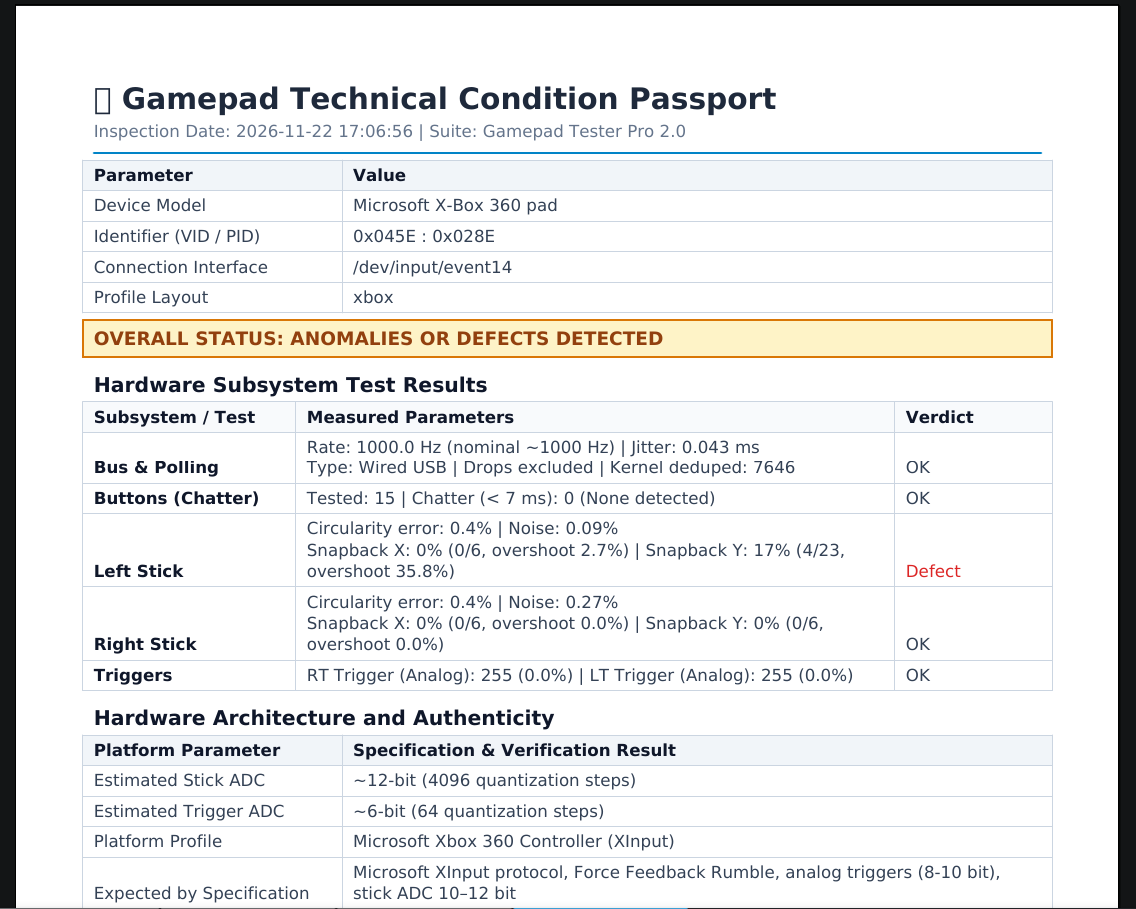 Gamepad Technical Condition Passport
Inspection Date: 2026-11-22 17:06:56 | Suite: Gamepad Tester Pro 2.0
Parameter Value
Device Model Microsoft X-Box 360 pad
Identifier (VID / PID) 0x045E : 0x028E
Connection Interface /dev/input/event14
Profile Layout xbox
OVERALL STATUS: ANOMALIES OR DEFECTS DETECTED
Hardware Subsystem Test Results
Subsystem / Test Measured Parameters Verdict
Rate: 1000.0 Hz (nominal ~1000 Hz) | Jitter: 0.043 ms
Bus & Polling Type: Wired USB | Drops excluded | Kernel deduped: 7646 OK
Buttons (Chatter) Tested: 15 | Chatter (< 7 ms): 0 (None detected) OK
Circularity error: 0.4% | Noise: 0.09%
Snapback X: 0% (0/6, overshoot 2.7%) | Snapback Y: 17% (4/23,
Left Stick overshoot 35.8%) Defect
Circularity error: 0.4% | Noise: 0.27%
Snapback X: 0% (0/6, overshoot 0.0%) | Snapback Y: 0% (0/6,
Right Stick overshoot 0.0%) OK
Triggers RT Trigger (Analog): 255 (0.0%) | LT Trigger (Analog): 255 (0.0%) OK
Hardware Architecture and Authenticity
Platform Parameter Specification & Verification Result
Estimated Stick ADC ~12-bit (4096 quantization steps)
Estimated Trigger ADC ~6-bit (64 quantization steps)
Platform Profile Microsoft Xbox 360 Controller (XInput)
Microsoft XInput protocol, Force Feedback Rumble, analog triggers (8-10 bit),
Expected by Specification stick ADC 10–12 bit